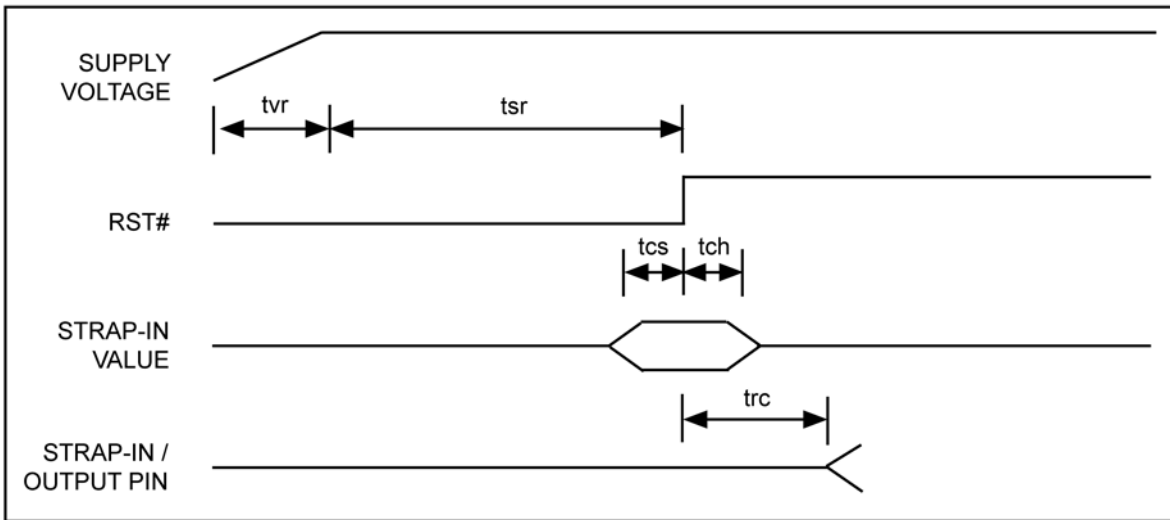 SUPPLY
VOLTAGE
tvr
tsr
RST#
tcs
tch
STRAP-IN
VALUE
trc
STRAP-IN /
OUTPUT PIN